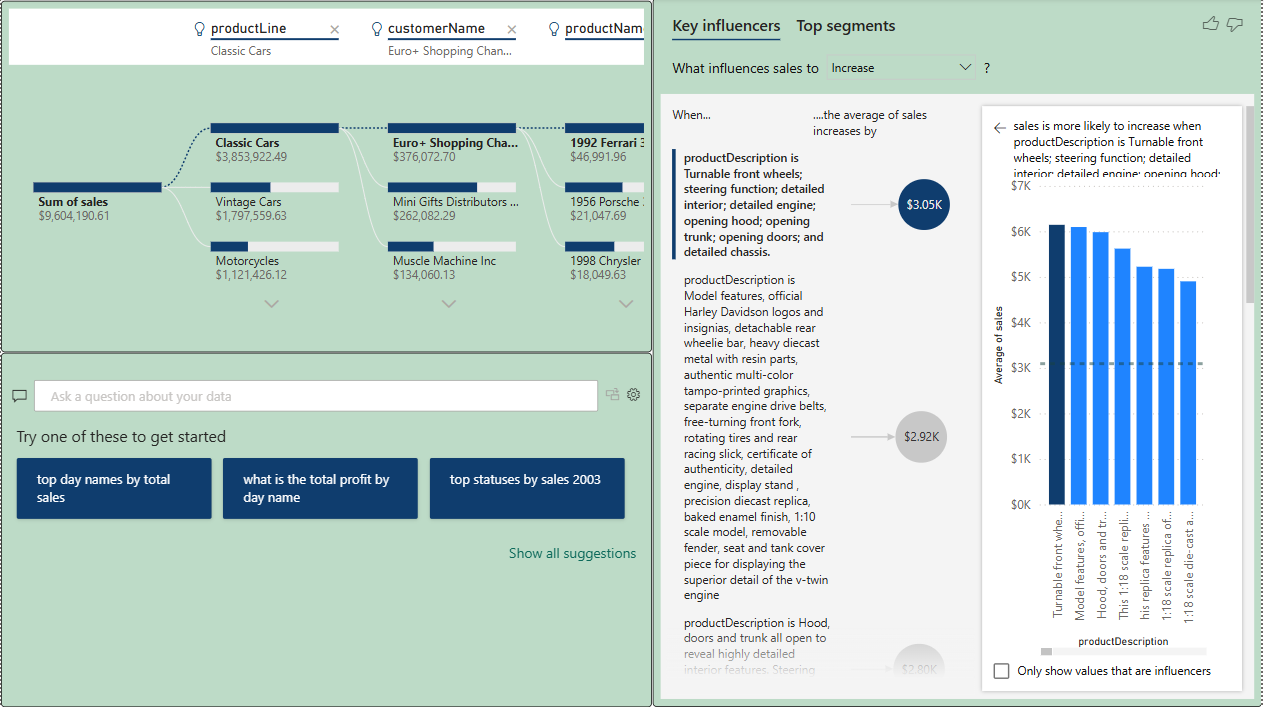 productLine
Classic Cars
customerName
Euro+ Shopping Chan...
productNam
Sum of sales
$9,604,190.61
Classic Cars
$3,853,922.49
Vintage Cars
$1,797,559.63
Motorcycles
$1,121,426.12
Euro+ Shopping Cha...
$376,072.70
Mini Gifts Distributors ...
$262,082.29
Muscle Machine Inc
$134,060.13
1992 Ferrari 3
$46,991.96
1956 Porsche
$21,047.69
1998 Chrysler
$18,049.63
Ask a question about your data
Try one of these to get started
top day names by total
sales
what is the total profit by
day name
top statuses by sales 2003
Show all suggestions
Key influencers
Top segments
What influences sales to
Increase
?
When...
....the average of sales
increases by
productDescription is
Turnable front wheels;
steering function; detailed
interior; detailed engine;
opening hood; opening
trunk; opening doors; and
detailed chassis.
$3.05K
productDescription is
Model features, official
Harley Davidson logos and
insignias, detachable rear
wheelie bar, heavy diecast
metal with resin parts,
authentic multi-color
tampo-printed graphics,
separate engine drive belts,
free-turning front fork,
rotating tires and rear
racing slick, certificate of
authenticity, detailed
engine, display stand ,
precision diecast replica,
baked enamel finish, 1:10
scale model, removable
fender, seat and tank cover
piece for displaying the
superior detail of the v-twin
engine
$2.92K
productDescription is Hood,
doors and trunk all open to
reveal highly detailed
interior features. Steering
$2.80K
sales is more likely to increase when
productDescription is Turnable front
wheels; steering function; detailed
interior; detailed engine; opening hood;
$7K
$6K
$5K
$4K
$3K
$2K
$1K
$0K
Average of sales
Turnable front whe...
Model features, offi...
Hood, doors and tr...
This 1:18 scale repli...
his replica features ...
1:18 scale replica of...
1:18 scale die-cast a...
productDescription
Only show values that are influencers